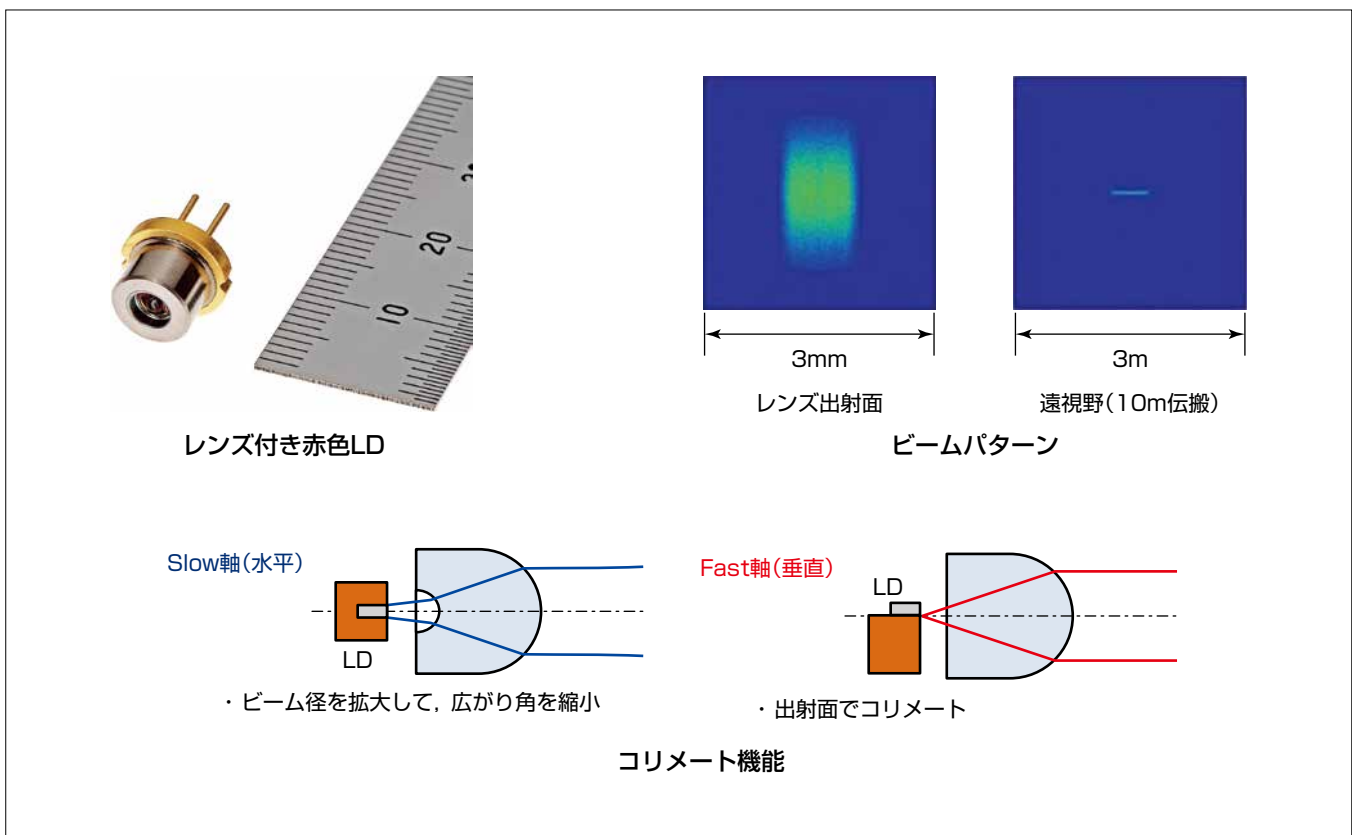 10
20
レンズ付き赤色LD
3mm
3m
レンズ出射面
遠視野(10m伝搬)
ビームパターン
Slow軸(水平)
LD
・ビーム径を拡大して，広がり角を縮小
Fast軸(垂直)
LD
・出射面でコリメート
コリメート機能